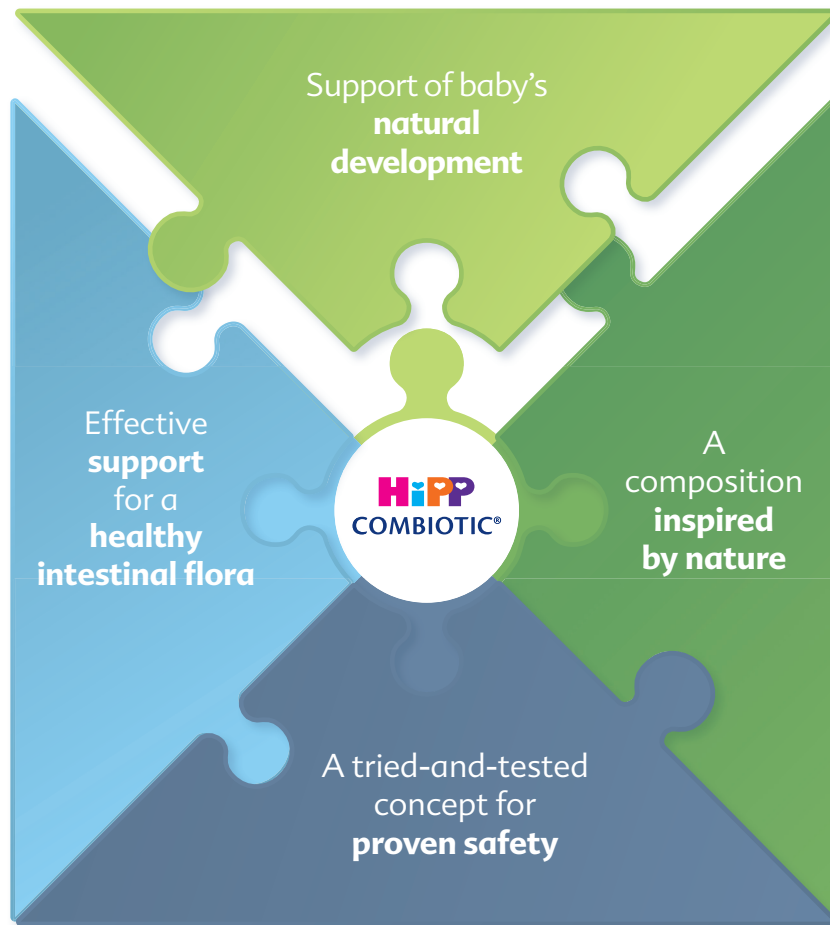 Support of baby's
natural
development
Effective
support
for a
healthy
intestinal flora
HiPP
COMBIOTIC®
A
composition
inspired
by nature
A tried-and-tested
concept for
proven safety